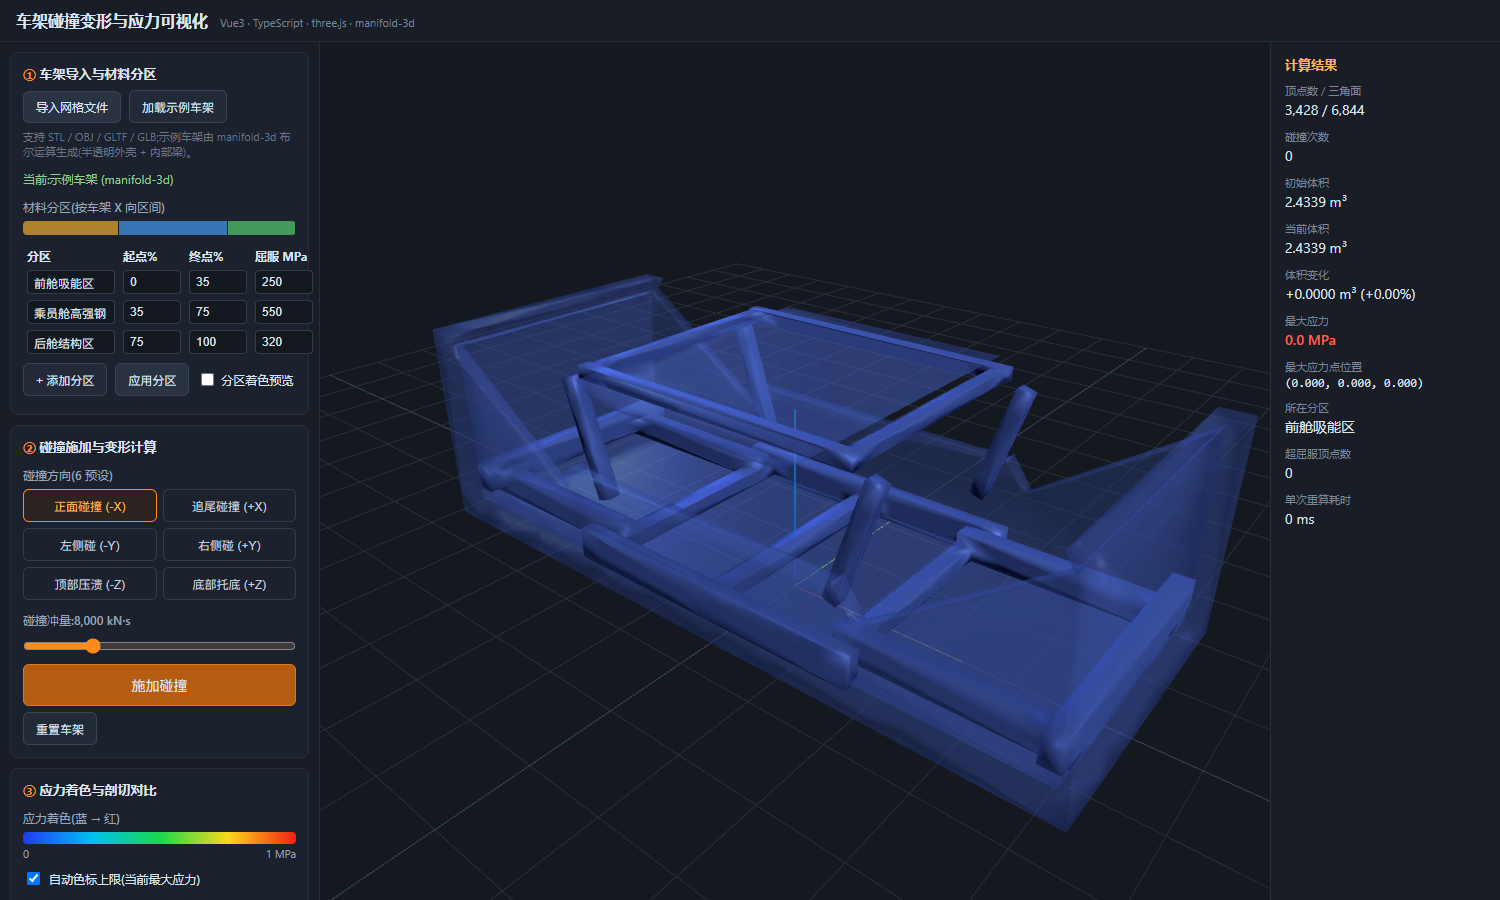 车架碰撞变形与应力可视化 Vue3 · TypeScript · three.js · manifold-3d
① 车架导入与材料分区
导入网格文件 加载示例车架
支持 STL / OBJ / GLTF / GLB;示例车架由 manifold-3d 布
尔运算生成(半透明外壳 + 内部梁)。
当前:示例车架 (manifold-3d)
材料分区(按车架 X 向区间)
分区 起点% 终点% 屈服 MPa
前舱吸能区 0 35 250
乘员舱高强钢 35 75 550
后舱结构区 75 100 320
+ 添加分区 应用分区 分区着色预览
② 碰撞施加与变形计算
碰撞方向(6 预设)
正面碰撞 (-X) 追尾碰撞 (+X)
左侧碰 (-Y) 右侧碰 (+Y)
顶部压溃 (-Z) 底部托底 (+Z)
碰撞冲量:8,000 kN·s
施加碰撞
重置车架
③ 应力着色与剖切对比
应力着色(蓝 → 红)
0 1 MPa
自动色标上限(当前最大应力)
计算结果
顶点数 / 三角面
3,428 / 6,844
碰撞次数
0
初始体积
2.4339 m³
当前体积
2.4339 m³
体积变化
+0.0000 m³ (+0.00%)
最大应力
0.0 MPa
最大应力点位置
(0.000, 0.000, 0.000)
所在分区
前舱吸能区
超屈服顶点数
0
单次重算耗时
0 ms